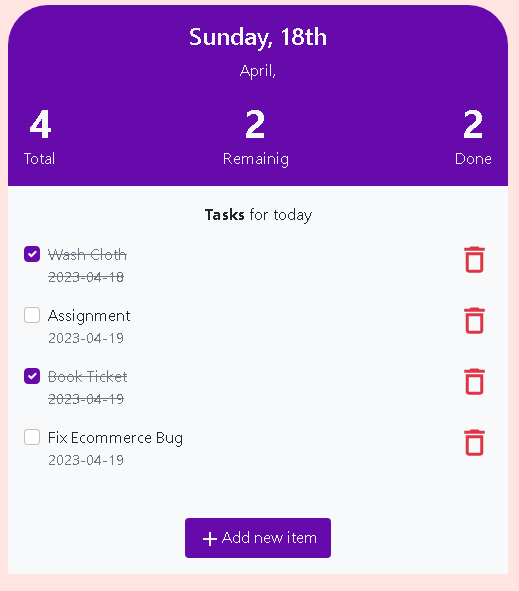 Sunday, 18th
April,
4 2 2
Total Remainig Done
Tasks for today
Wash Cloth
2023-04-18
Assignment
2023-04-19
Book Ticket
2023-04-19
Fix Ecommerce Bug
2023-04-19
+ Add new item